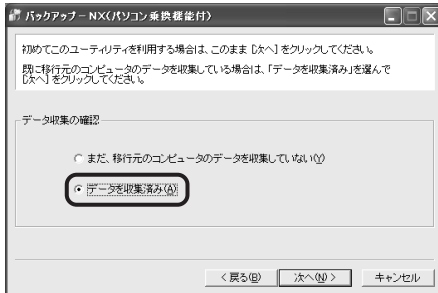 バックアップ－NX(パソコン乗換機能付)
初めてこのユーティリティを利用する場合は、このまま [次へ] をクリックしてください。
既に移行元のコンピュータのデータを収集している場合は、「データを収集済み」を選んで
[次へ] をクリックしてください。
データ収集の確認
まだ、移行元のコンピュータのデータを収集していない(Y)
データを収集済み(A)
< 戻る(B)
次へ(N) >
キャンセル